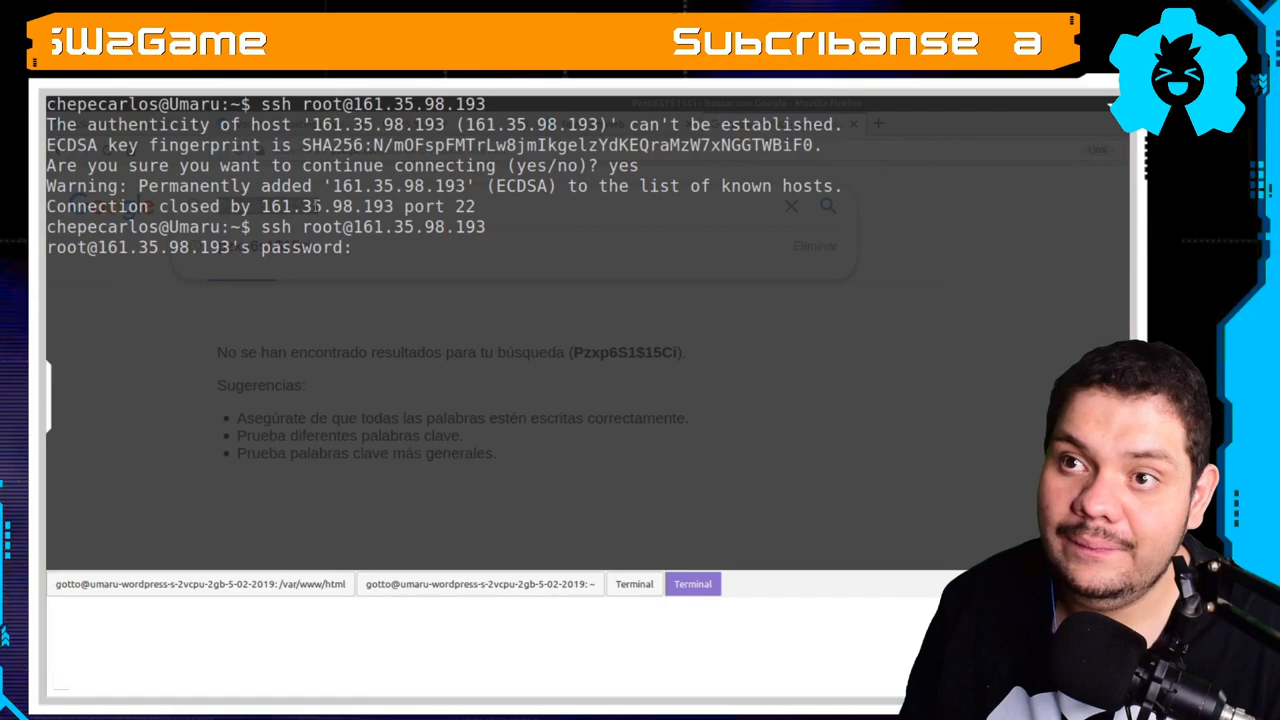 SW2Game Subcribanse a
chepecarlos@Umaru:~$ ssh root@161.35.98.193
The authenticity of host '161.35.98.193 (161.35.98.193)' can't be established.
ECDSA key fingerprint is SHA256:N/mOFspFMTrLw8jmIkgelzYdKEQraMzW7xNGGTWBiF0.
Are you sure you want to continue connecting (yes/no)? yes
Warning: Permanently added '161.35.98.193' (ECDSA) to the list of known hosts.
Connection closed by 161.35.98.193 port 22
chepecarlos@Umaru:~$ ssh root@161.35.98.193
root@161.35.98.193's password:
Eliminar
No se han encontrado resultados para tu búsqueda (Pzxp6S1$15Ci).
Sugerencias:
Asegúrate de que todas las palabras estén escritas correctamente.
Prueba diferentes palabras clave.
Prueba palabras clave más generales.
gotto@umaru-wordpress-s-2vcpu-2gb-5-02-2019: /var/www/html
gotto@umaru-wordpress-s-2vcpu-2gb-5-02-2019: ~
Terminal
Terminal